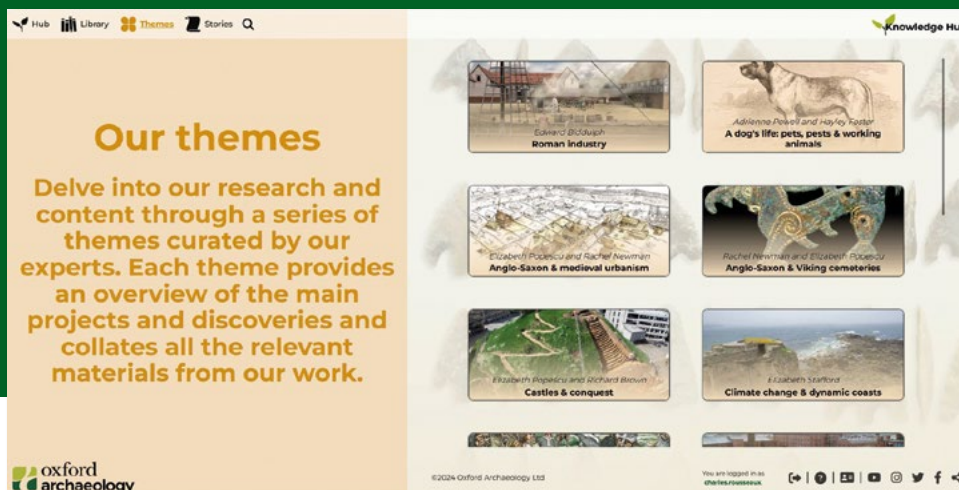 Hub Library Themes Stories
Knowledge Hu
Our themes
Delve into our research and
content through a series of
themes curated by our
experts. Each theme provides
an overview of the main
projects and discoveries and
collates all the relevant
materials from our work.
Edward Biddulph
Roman industry
Adrienne Powell and Hayley Foster
A dog's life: pets, pests & working
animals
Elizabeth Popescu and Rachel Newman
Anglo-Saxon & medieval urbanism
Rachel Newman and Elizabeth Popescu
Anglo-Saxon & Viking cemeteries
Elizabeth Popescu and Richard Brown
Castles & conquest
Elizabeth Stafford
Climate change & dynamic coasts
oxford
archaeology
©2024 Oxford Archaeology Ltd
You are logged in as
charles.rousseaux